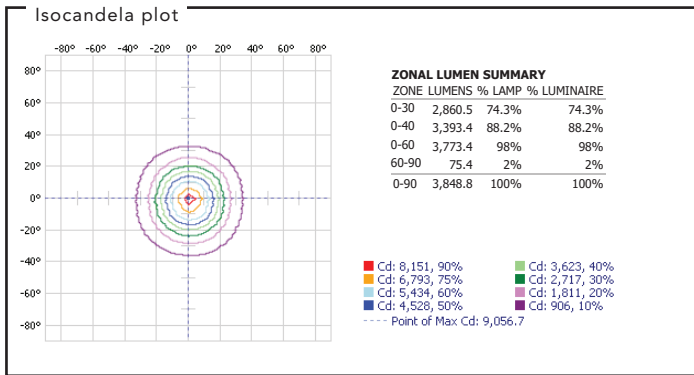 Isocandela plot
-80° -60° -40° -20° 0° 20° 40° 60° 80°
80°
60°
40°
20°
0°
-20°
-40°
-60°
-80°
ZONAL LUMEN SUMMARY
ZONE LUMENS % LAMP % LUMINAIRE
0-30 2,860.5 74.3% 74.3%
0-40 3,393.4 88.2% 88.2%
0-60 3,773.4 98% 98%
60-90 75.4 2% 2%
0-90 3,848.8 100% 100%
Cd: 8,151, 90% Cd: 3,623, 40%
Cd: 6,793, 75% Cd: 2,717, 30%
Cd: 5,434, 60% Cd: 1,811, 20%
Cd: 4,528, 50% Cd: 906, 10%
Point of Max Cd: 9,056.7